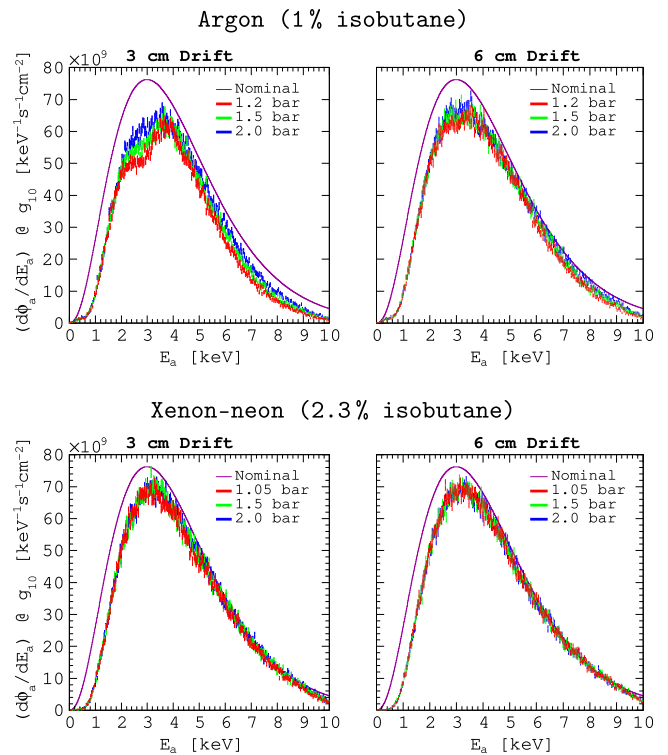 Argon (1% isobutane)
×10⁹ 3 cm Drift 6 cm Drift
(dϕₐ/dEₐ) @ g₁₀ [keV⁻¹s⁻¹cm⁻²]
80
70
60
50
40
30
20
10
0
Nominal
1.2 bar
1.5 bar
2.0 bar
0 1 2 3 4 5 6 7 8 9 10
Eₐ [keV]
Nominal
1.2 bar
1.5 bar
2.0 bar
0 1 2 3 4 5 6 7 8 9 10
Eₐ [keV]
Xenon-neon (2.3% isobutane)
×10⁹ 3 cm Drift 6 cm Drift
(dϕₐ/dEₐ) @ g₁₀ [keV⁻¹s⁻¹cm⁻²]
80
70
60
50
40
30
20
10
0
Nominal
1.05 bar
1.5 bar
2.0 bar
0 1 2 3 4 5 6 7 8 9 10
Eₐ [keV]
Nominal
1.05 bar
1.5 bar
2.0 bar
0 1 2 3 4 5 6 7 8 9 10
Eₐ [keV]